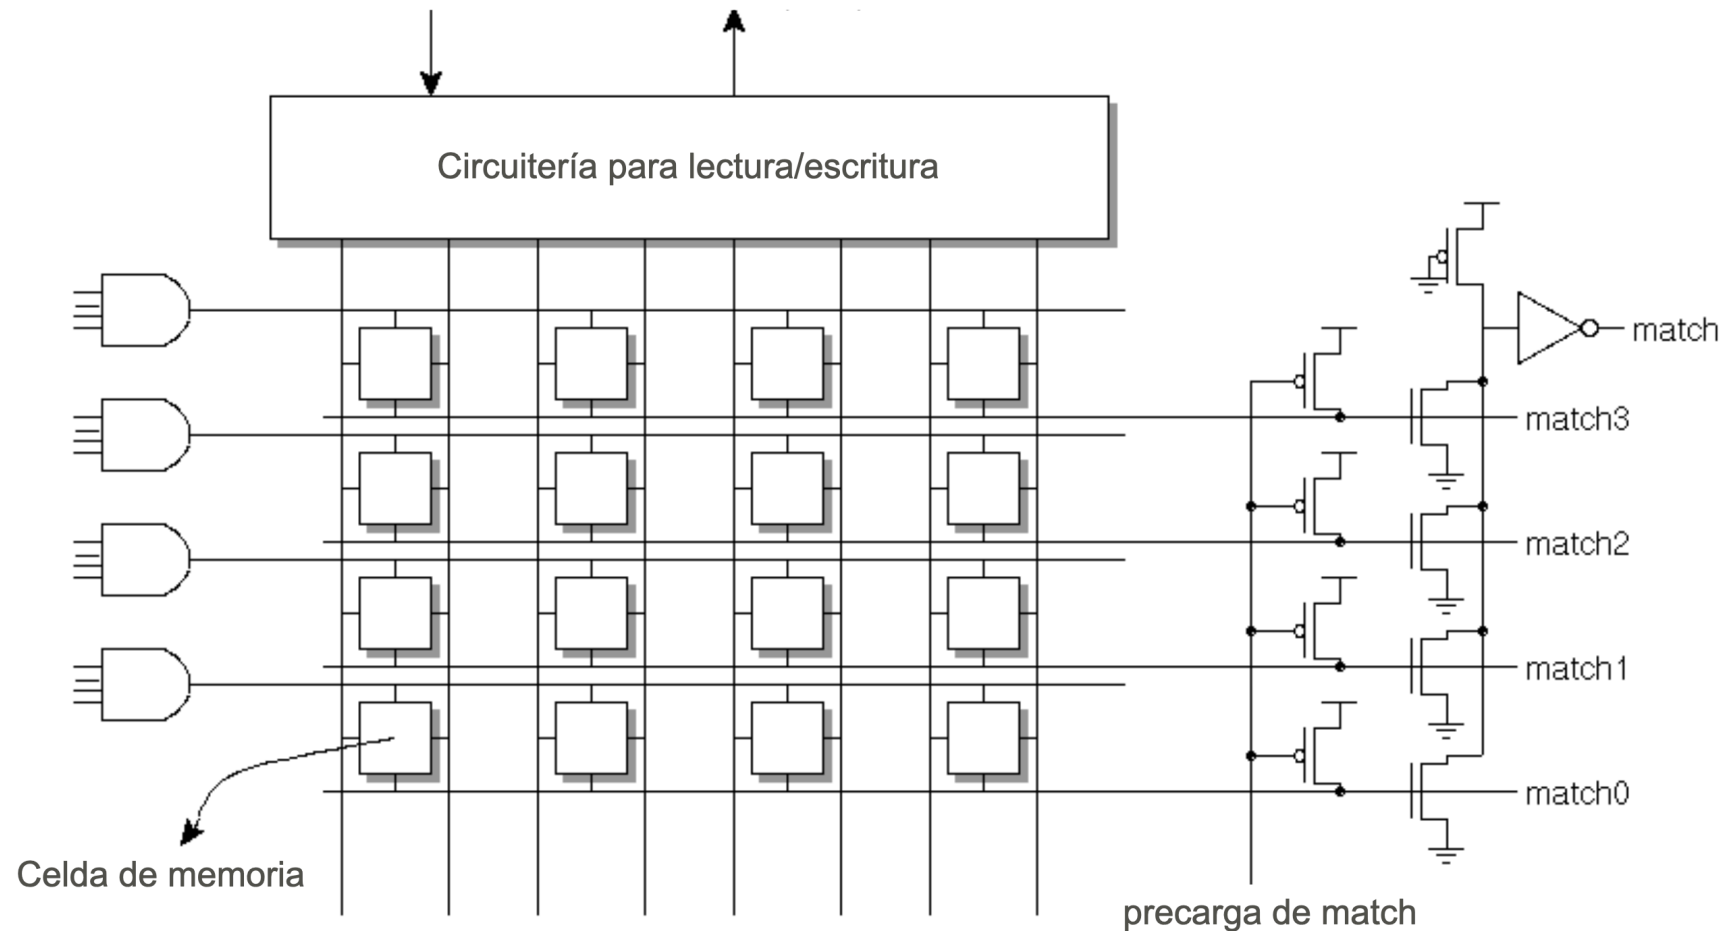 Circuitería para lectura/escritura
match
match3
match2
match1
match0
Celda de memoria
precarga de match